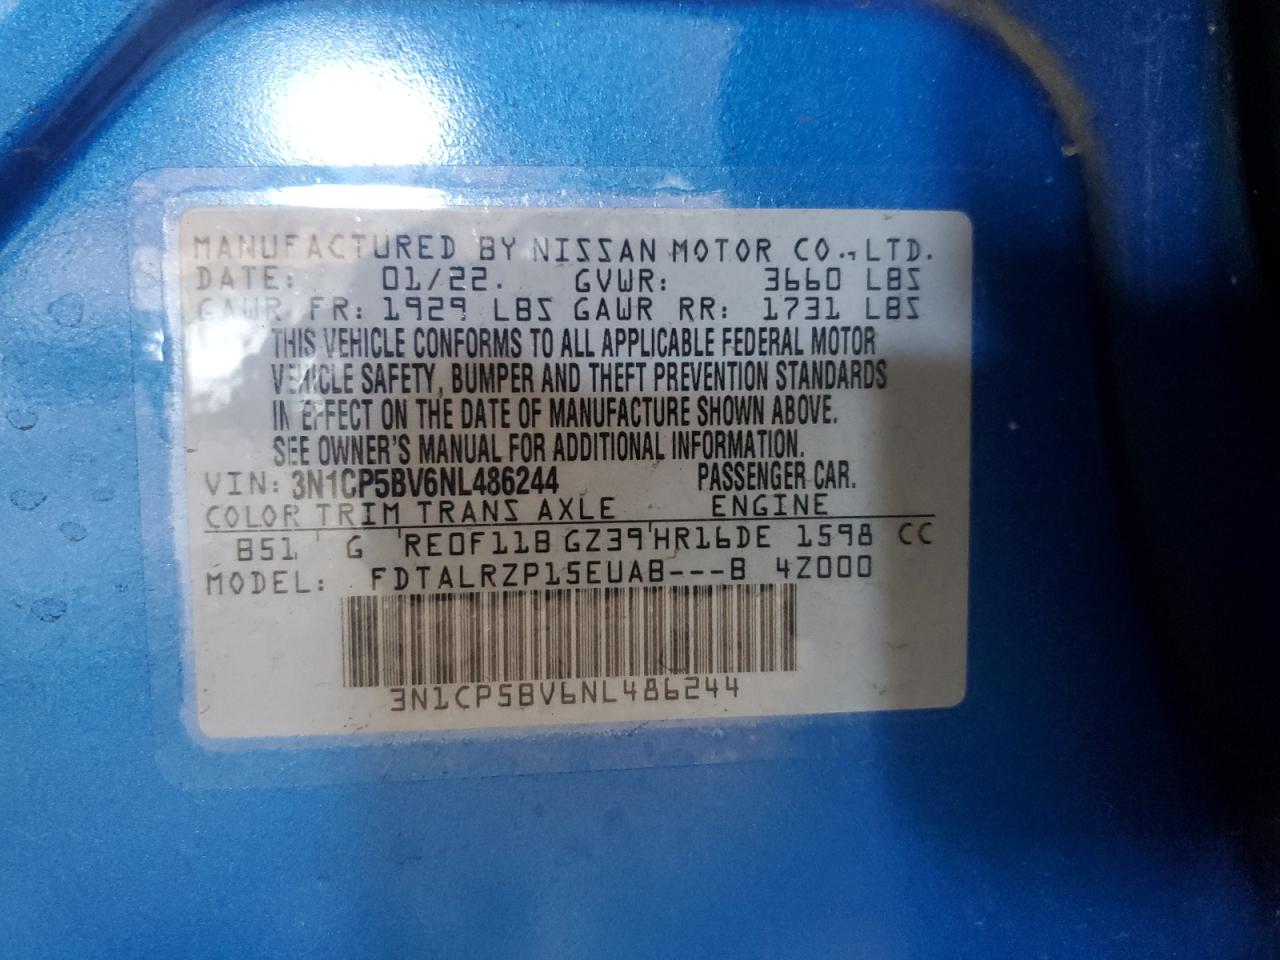 MANUFACTURED BY NISSAN MOTOR CO., LTD.
DATE: 01/22. GVWR: 3660 LBS
GAWR FR: 1929 LBS GAWR RR: 1731 LBS
THIS VEHICLE CONFORMS TO ALL APPLICABLE FEDERAL MOTOR
VEHICLE SAFETY, BUMPER AND THEFT PREVENTION STANDARDS
IN EFFECT ON THE DATE OF MANUFACTURE SHOWN ABOVE.
SEE OWNER'S MANUAL FOR ADDITIONAL INFORMATION.
VIN: 3N1CP5BV6NL486244 PASSENGER CAR.
COLOR TRIM TRANS AXLE ENGINE
B51 G RE0F11B GZ39 HR16DE 1598 CC
MODEL: FDTALRZP15EUAB---B 4Z000
3N1CP5BV6NL486244